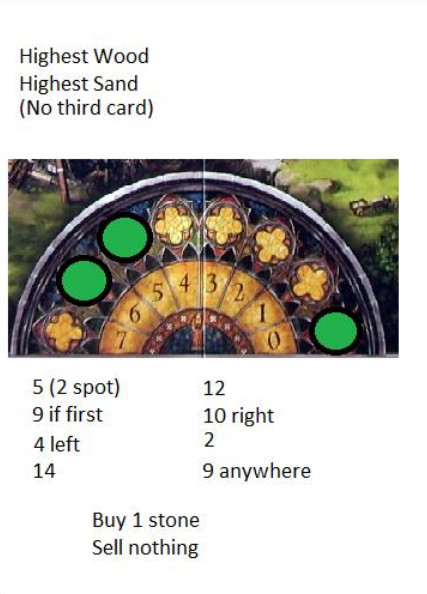 Highest Wood
Highest Sand
(No third card)
7 6 5 4 3 2 1 0
5 (2 spot)
9 if first
4 left
14
12
10 right
2
9 anywhere
Buy 1 stone
Sell nothing